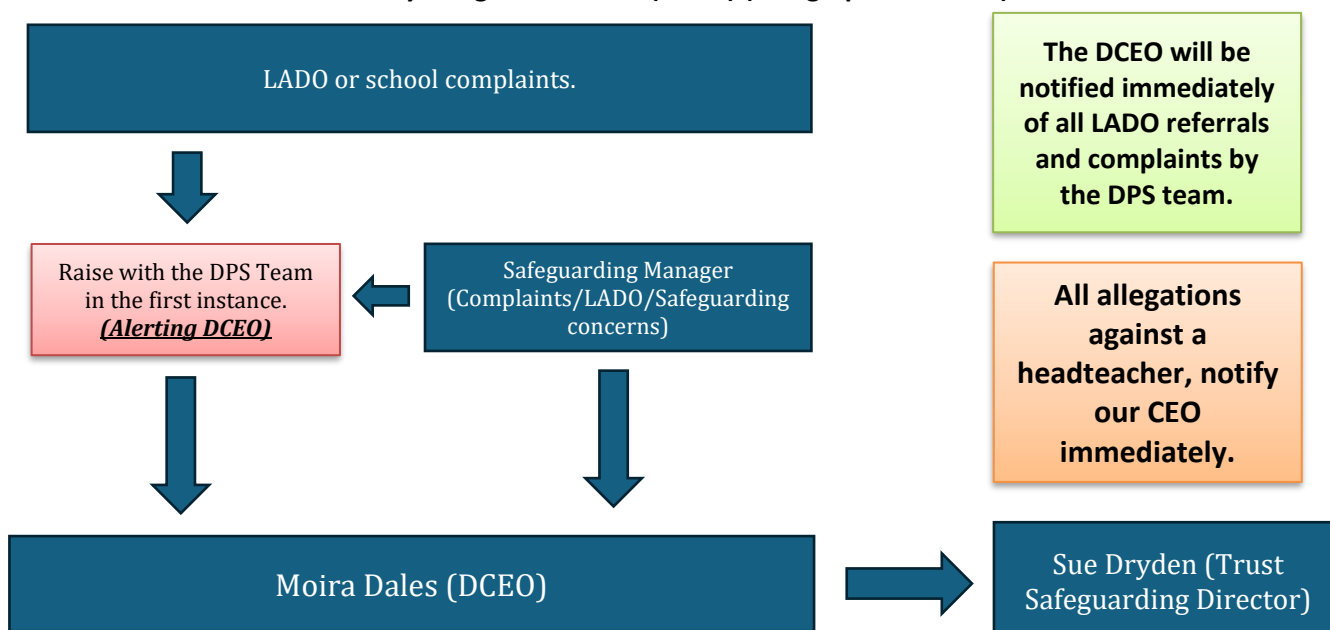 LADO or school complaints.
The DCEO will be
notified immediately
of all LADO referrals
and complaints by
the DPS team.
Raise with the DPS Team
in the first instance.
(Alerting DCEO)
Safeguarding Manager
(Complaints/LADO/Safeguarding
concerns)
All allegations
against a
headteacher, notify
our CEO
immediately.
Moira Dales (DCEO)
Sue Dryden (Trust
Safeguarding Director)